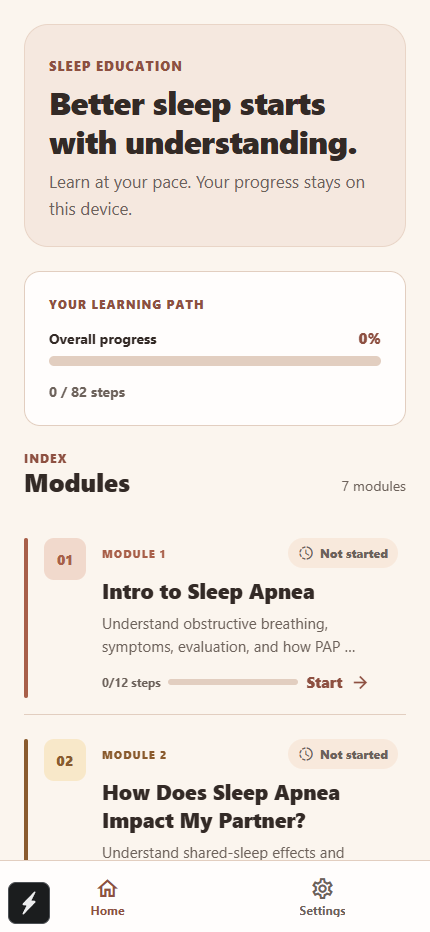 SLEEP EDUCATION
Better sleep starts
with understanding.
Learn at your pace. Your progress stays on
this device.
YOUR LEARNING PATH
Overall progress 0%
0 / 82 steps
INDEX
Modules 7 modules
01 MODULE 1 Not started
Intro to Sleep Apnea
Understand obstructive breathing,
symptoms, evaluation, and how PAP ...
0/12 steps Start
02 MODULE 2 Not started
How Does Sleep Apnea
Impact My Partner?
Understand shared-sleep effects and
Home Settings